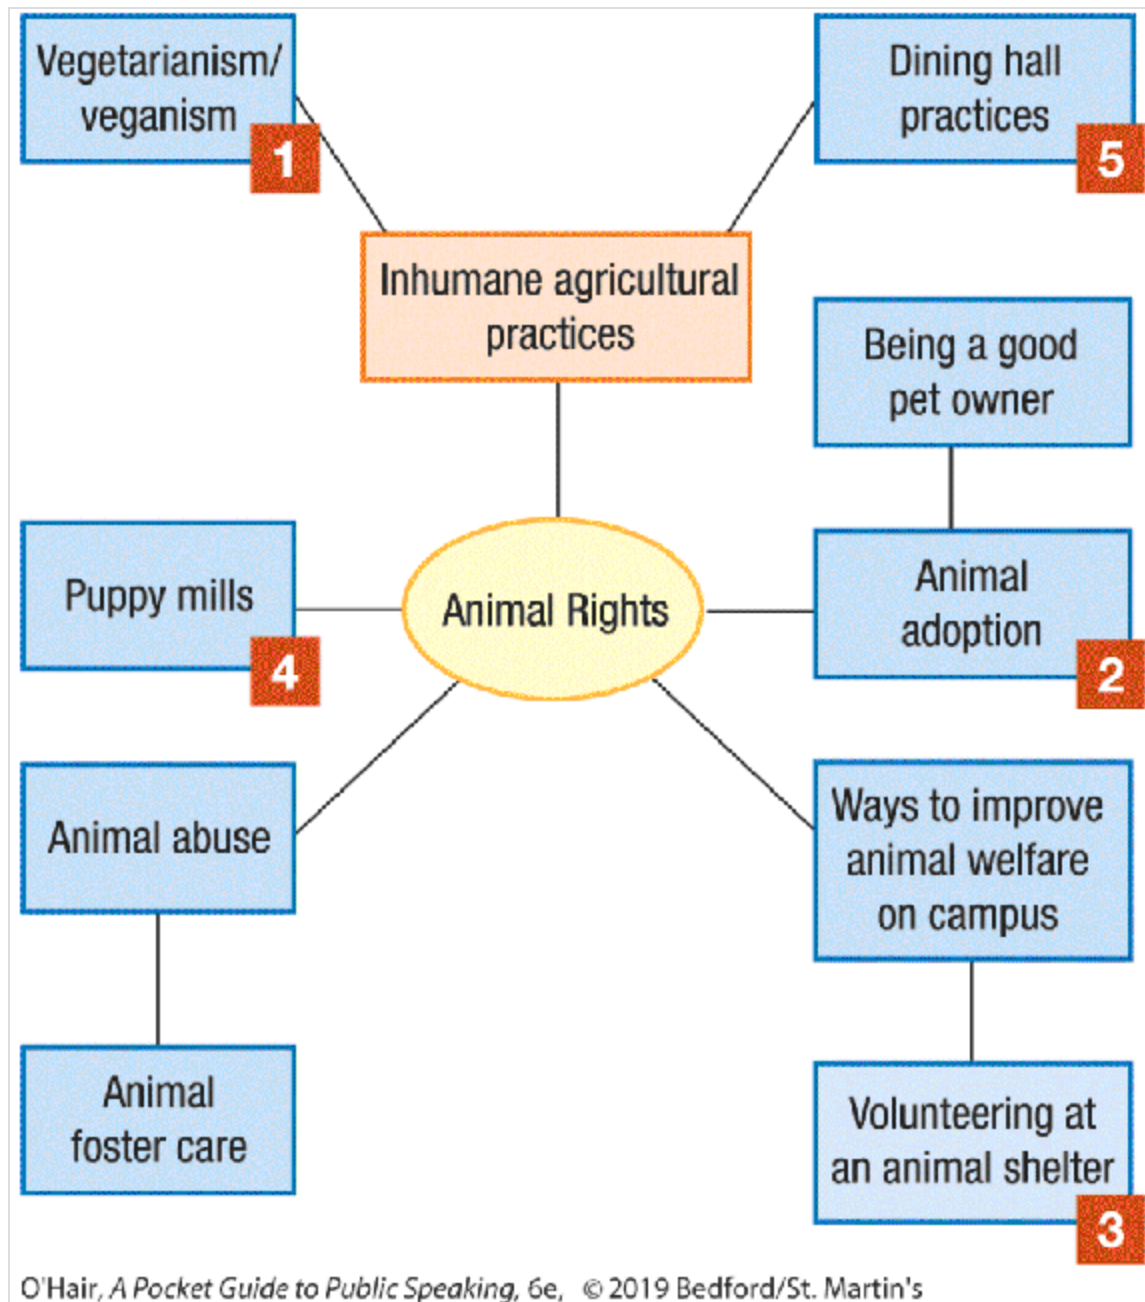 Vegetarianism/
veganism
1
Dining hall
practices
5
Inhumane agricultural
practices
Being a good
pet owner
Puppy mills
4
Animal Rights
Animal
adoption
2
Animal abuse
Ways to improve
animal welfare
on campus
Animal
foster care
Volunteering at
an animal shelter
3
O'Hair, A Pocket Guide to Public Speaking, 6e, © 2019 Bedford/St. Martin's